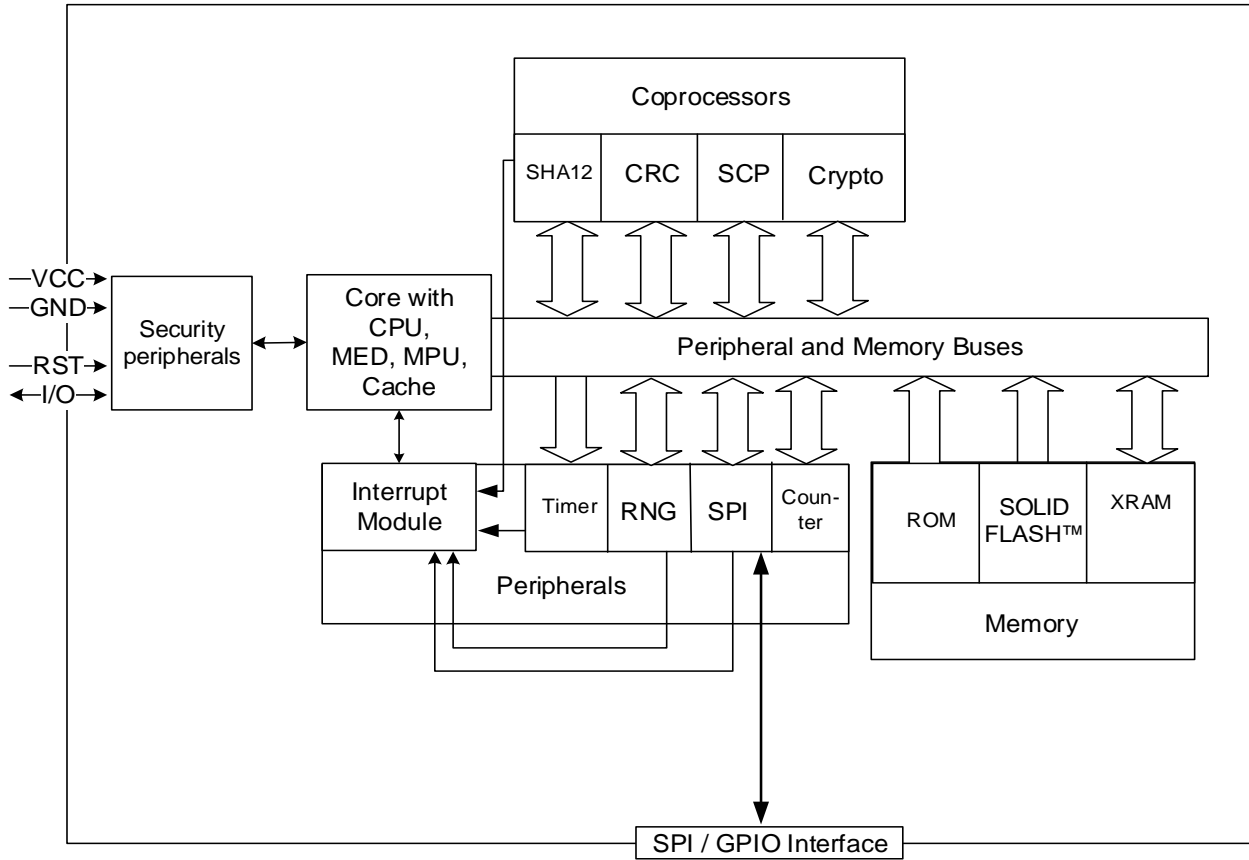 Coprocessors
SHA12
CRC
SCP
Crypto
VCC
GND
RST
I/O
Security
peripherals
Core with
CPU,
MED, MPU,
Cache
Peripheral and Memory Buses
Interrupt
Module
Timer
RNG
SPI
Coun-
ter
Peripherals
ROM
SOLID
FLASH™
XRAM
Memory
SPI / GPIO Interface